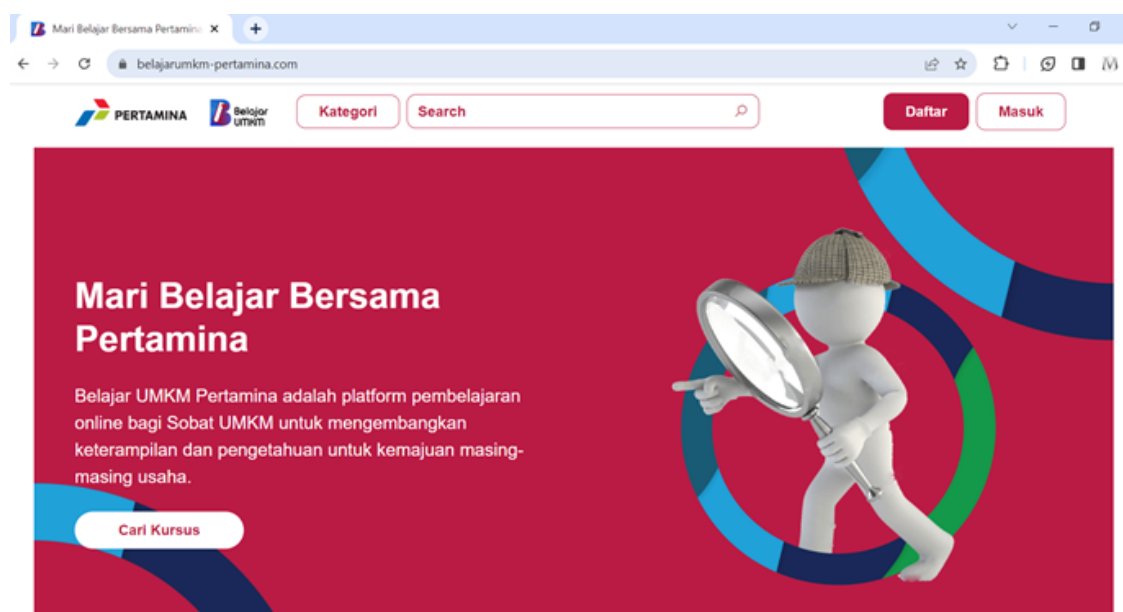 Mari Belajar Bersama Pertamina
belajarumkm-pertamina.com
PERTAMINA
Belajar
umkm
Kategori
Search
Daftar
Masuk
Mari Belajar Bersama
Pertamina
Belajar UMKM Pertamina adalah platform pembelajaran
online bagi Sobat UMKM untuk mengembangkan
keterampilan dan pengetahuan untuk kemajuan masing-
masing usaha.
Cari Kursus